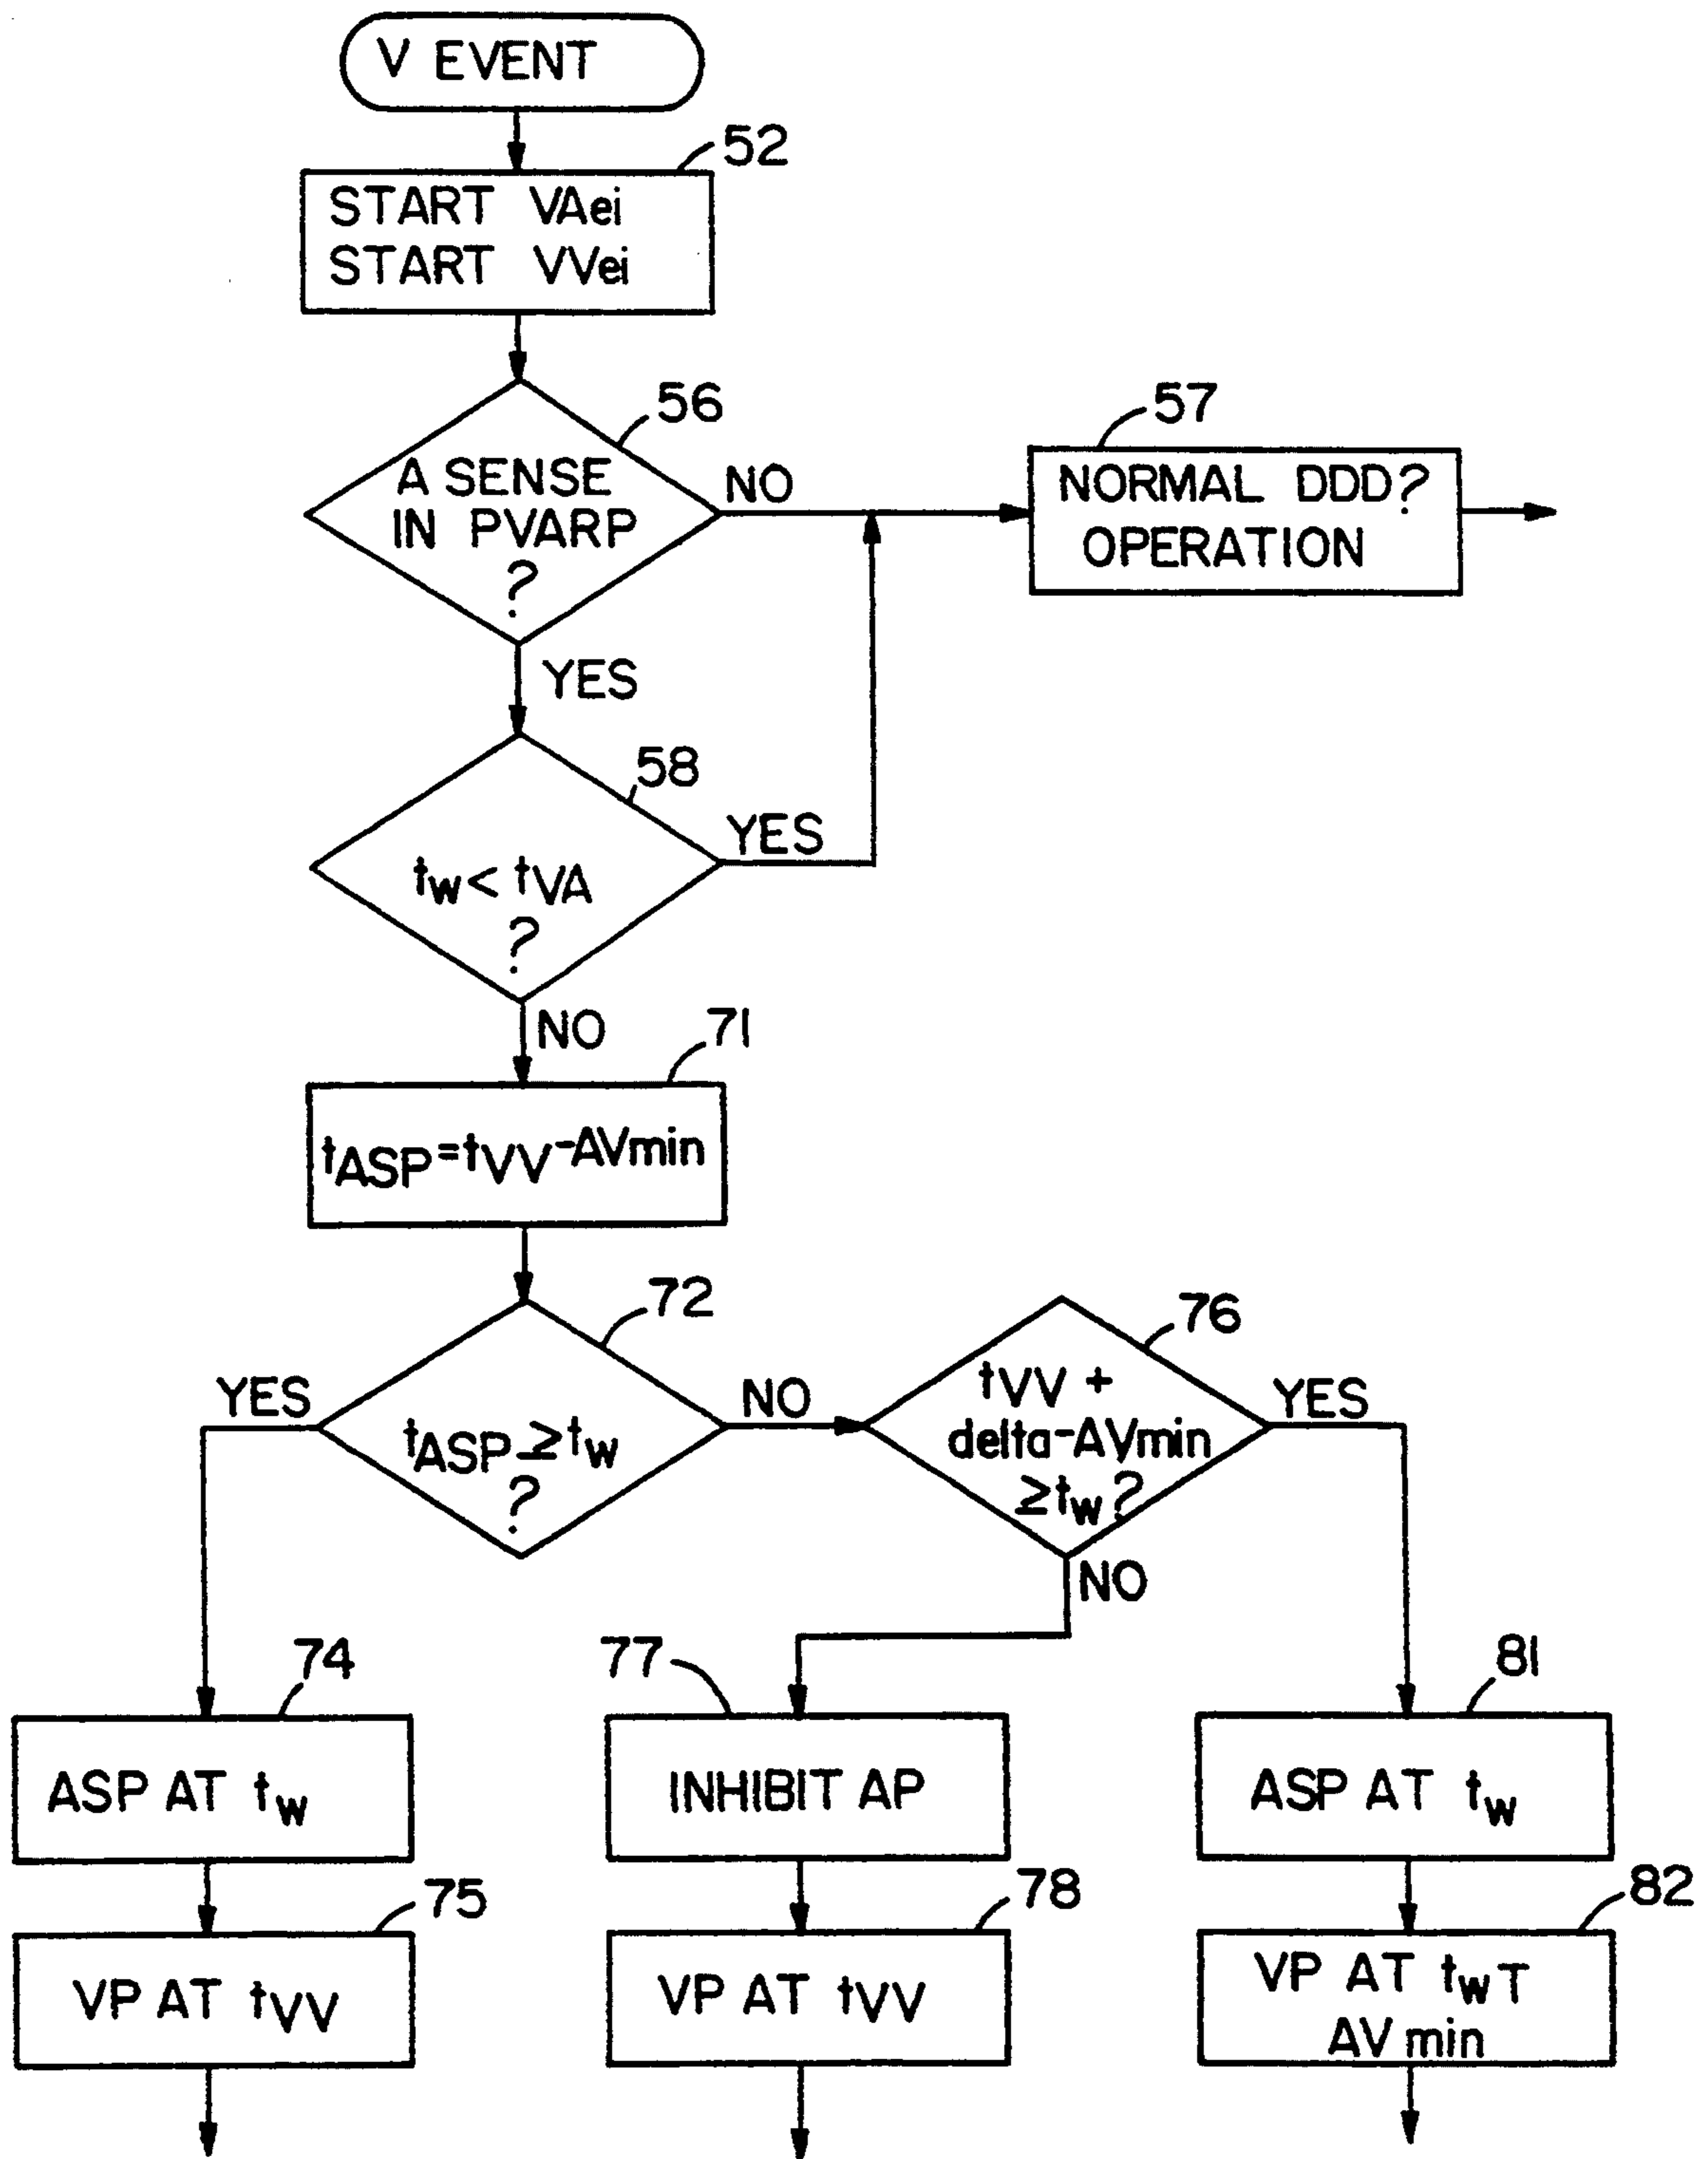 V EVENT
52
START VAei
START VVei
56
A SENSE
IN PVARP
?
NO
57
NORMAL DDD?
OPERATION
YES
58
tw < tVA
?
YES
NO
71
tASP=tVV-AVmin
72
tASP ≥ tw
?
YES
NO
76
tVV +
delta-AVmin
≥tw?
YES
NO
74
ASP AT tw
77
INHIBIT AP
81
ASP AT tw
75
VP AT tVV
78
VP AT tVV
82
VP AT twT
AV min